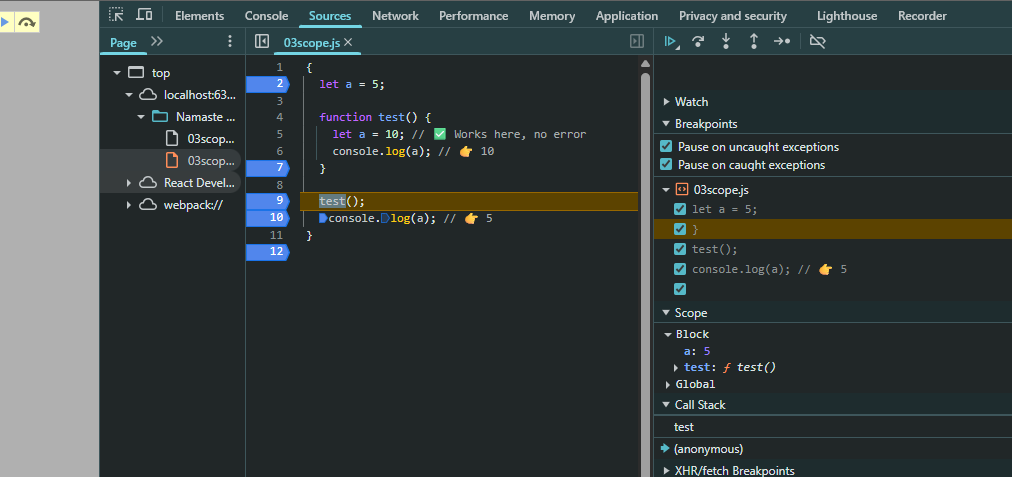 Elements Console Sources Network Performance Memory Application Privacy and security Lighthouse Recorder
Page
03scope.js
1 {
2 let a = 5;
3
4 function test() {
5 let a = 10; // ✅ Works here, no error
6 console.log(a); // 👉 10
7 }
8
9 test();
10 console.log(a); // 👉 5
11 }
12
top
localhost:63...
Namaste ...
03scop...
03scop...
React Devel...
webpack://
Watch
Breakpoints
Pause on uncaught exceptions
Pause on caught exceptions
03scope.js
let a = 5;
}
test();
console.log(a); // 👉 5
Scope
Block
a: 5
test: ƒ test()
Global
Call Stack
test
(anonymous)
XHR/fetch Breakpoints